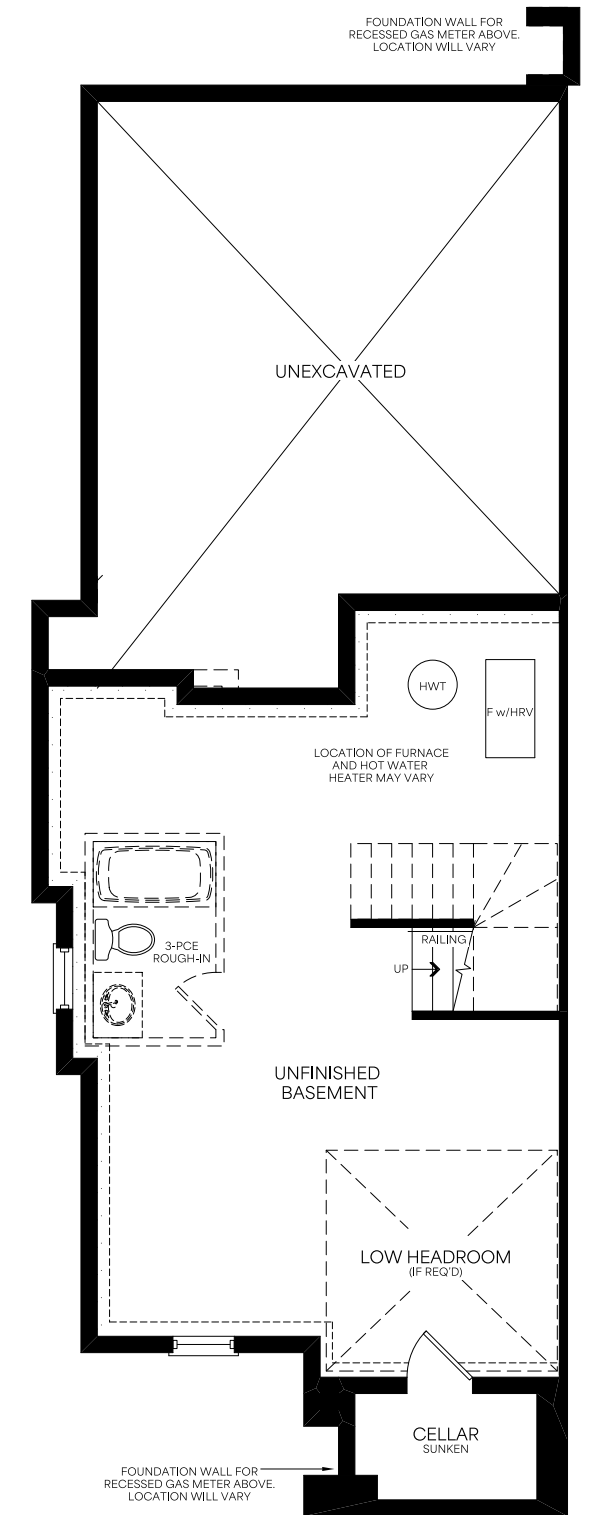 FOUNDATION WALL FOR
RECESSED GAS METER ABOVE.
LOCATION WILL VARY
UNEXCAVATED
HWT
F w/HRV
LOCATION OF FURNACE
AND HOT WATER
HEATER MAY VARY
3-PCE
ROUGH-IN
RAILING
UP
UNFINISHED
BASEMENT
LOW HEADROOM
(IF REQ'D)
CELLAR
SUNKEN
FOUNDATION WALL FOR
RECESSED GAS METER ABOVE.
LOCATION WILL VARY